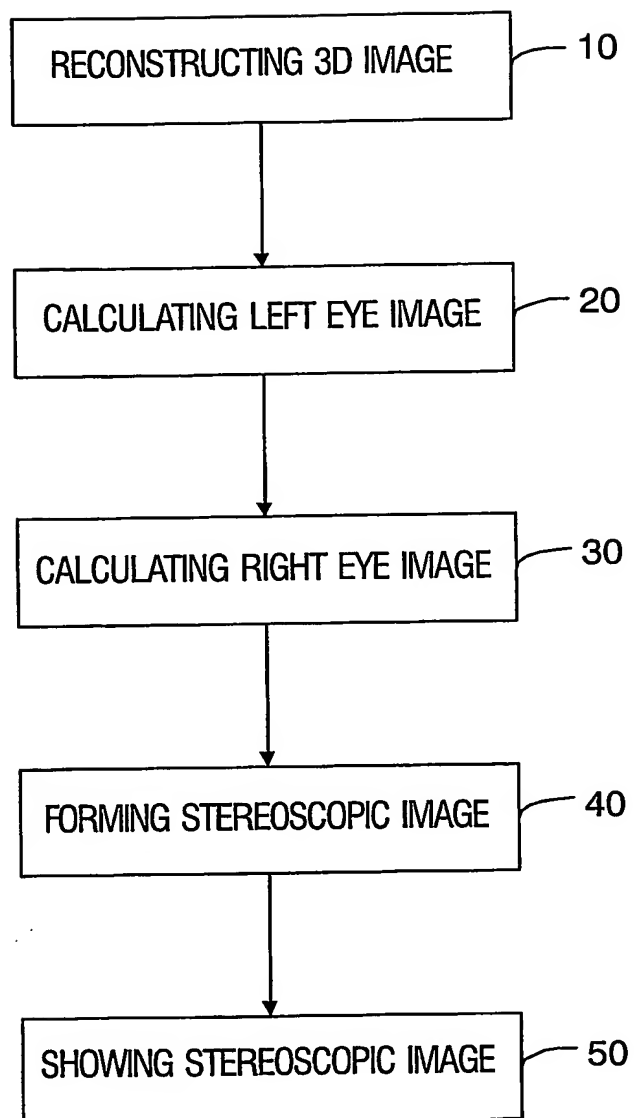 RECONSTRUCTING 3D IMAGE 10
CALCULATING LEFT EYE IMAGE 20
CALCULATING RIGHT EYE IMAGE 30
FORMING STEREOSCOPIC IMAGE 40
SHOWING STEREOSCOPIC IMAGE 50